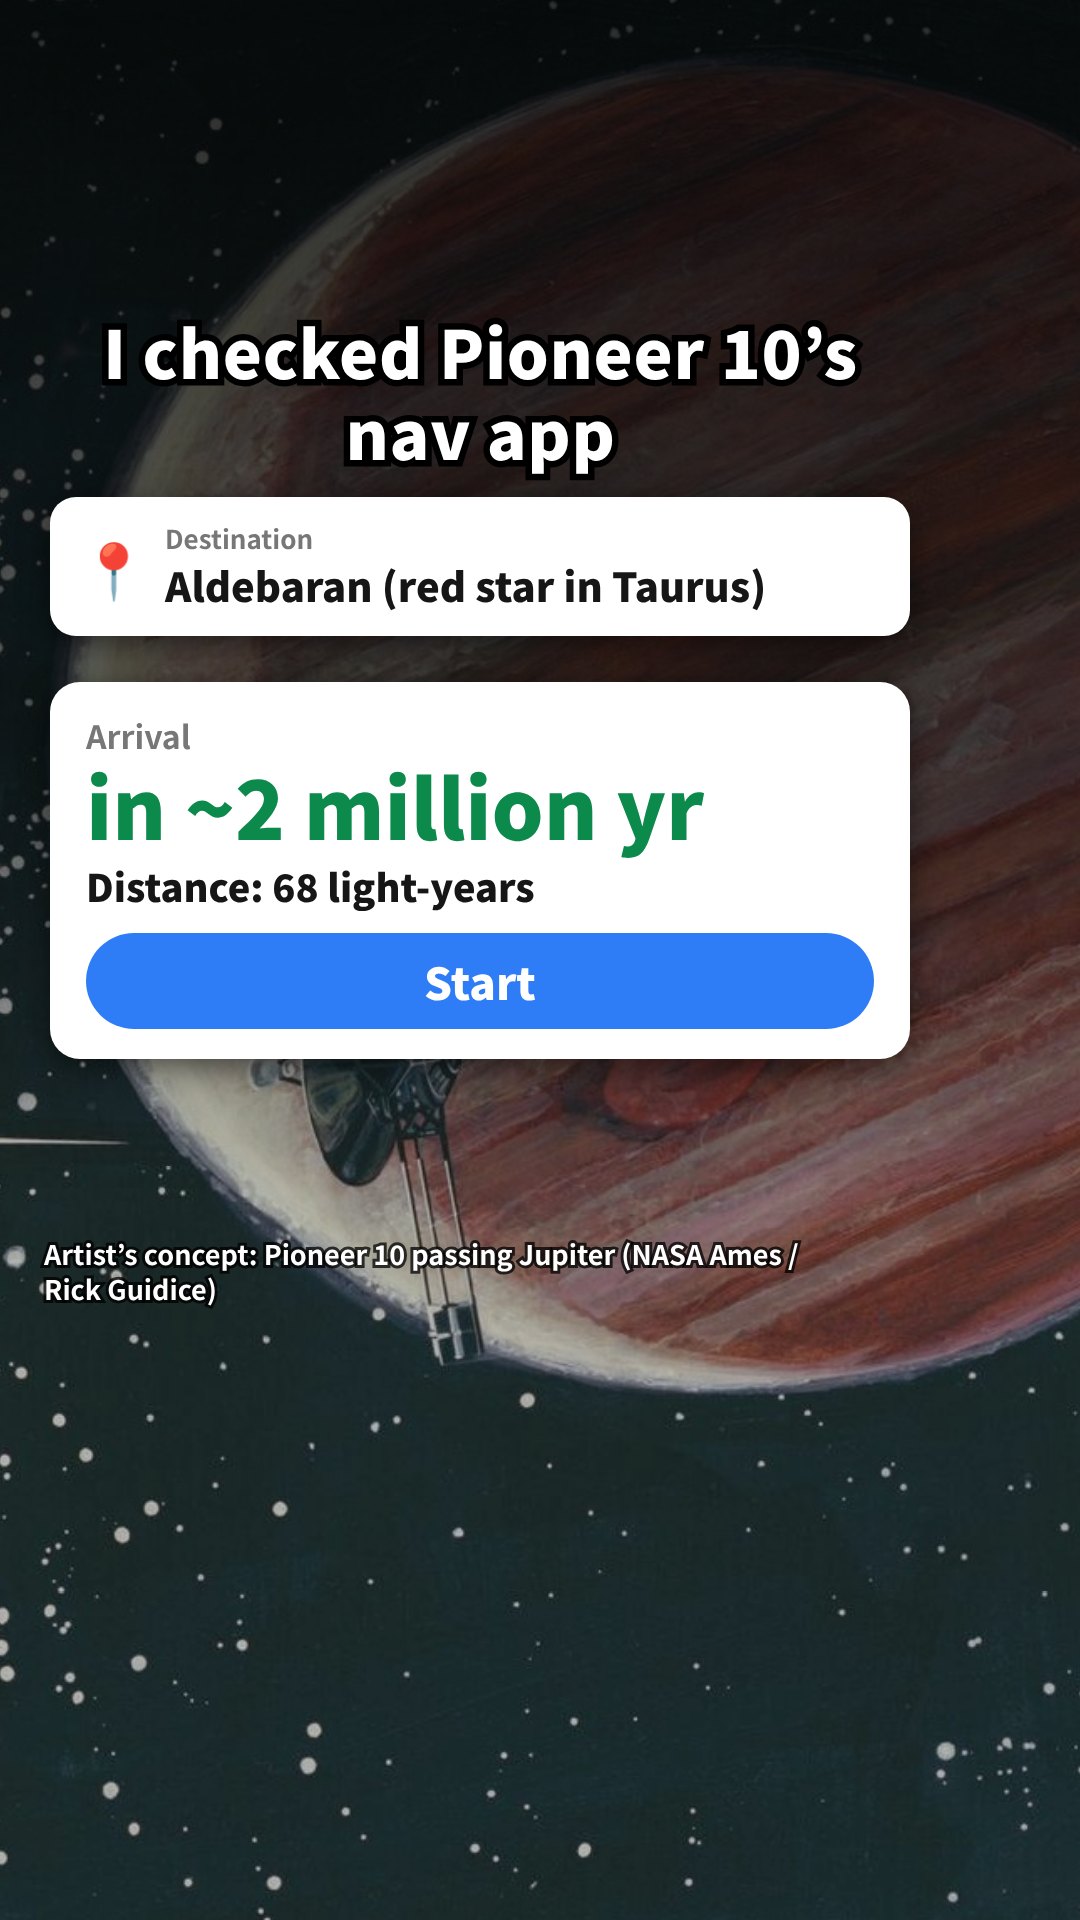 I checked Pioneer 10’s
nav app
📍
Destination
Aldebaran (red star in Taurus)
Arrival
in ~2 million yr
Distance: 68 light-years
Start
Artist’s concept: Pioneer 10 passing Jupiter (NASA Ames /
Rick Guidice)